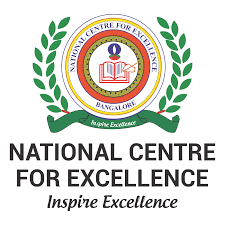 NATIONAL CENTRE FOR EXCELLENCE
BANGALORE
Inspire Excellence
NATIONAL CENTRE
FOR EXCELLENCE
Inspire Excellence